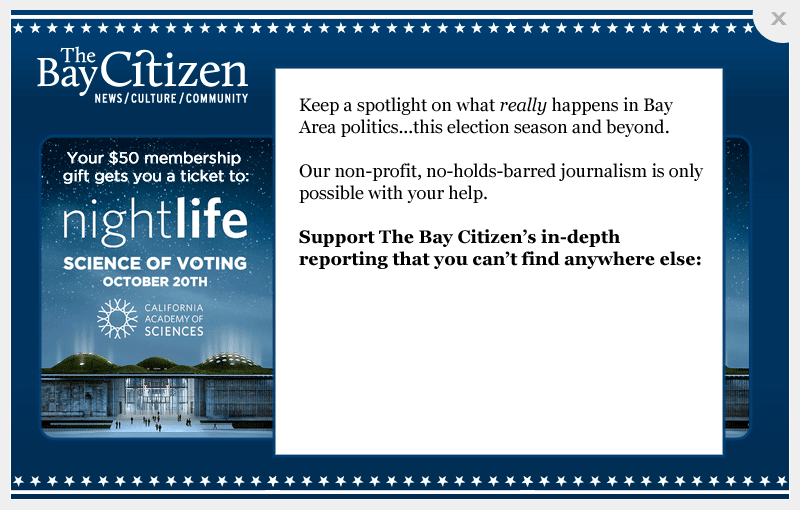 The
Bay Citizen
NEWS/CULTURE/COMMUNITY
Your $50 membership
gift gets you a ticket to:
nightlife
SCIENCE OF VOTING
OCTOBER 20TH
CALIFORNIA
ACADEMY OF
SCIENCES
Keep a spotlight on what really happens in Bay
Area politics...this election season and beyond.
Our non-profit, no-holds-barred journalism is only
possible with your help.
Support The Bay Citizen’s in-depth
reporting that you can’t find anywhere else: